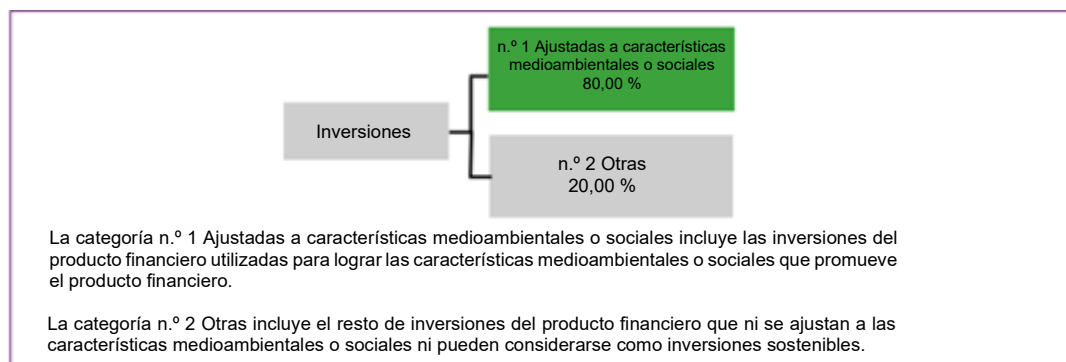 n.º 1 Ajustadas a características
medioambientales o sociales
80,00 %
Inversiones
n.º 2 Otras
20,00 %
La categoría n.º 1 Ajustadas a características medioambientales o sociales incluye las inversiones del
producto financiero utilizadas para lograr las características medioambientales o sociales que promueve
el producto financiero.
La categoría n.º 2 Otras incluye el resto de inversiones del producto financiero que ni se ajustan a las
características medioambientales o sociales ni pueden considerarse como inversiones sostenibles.